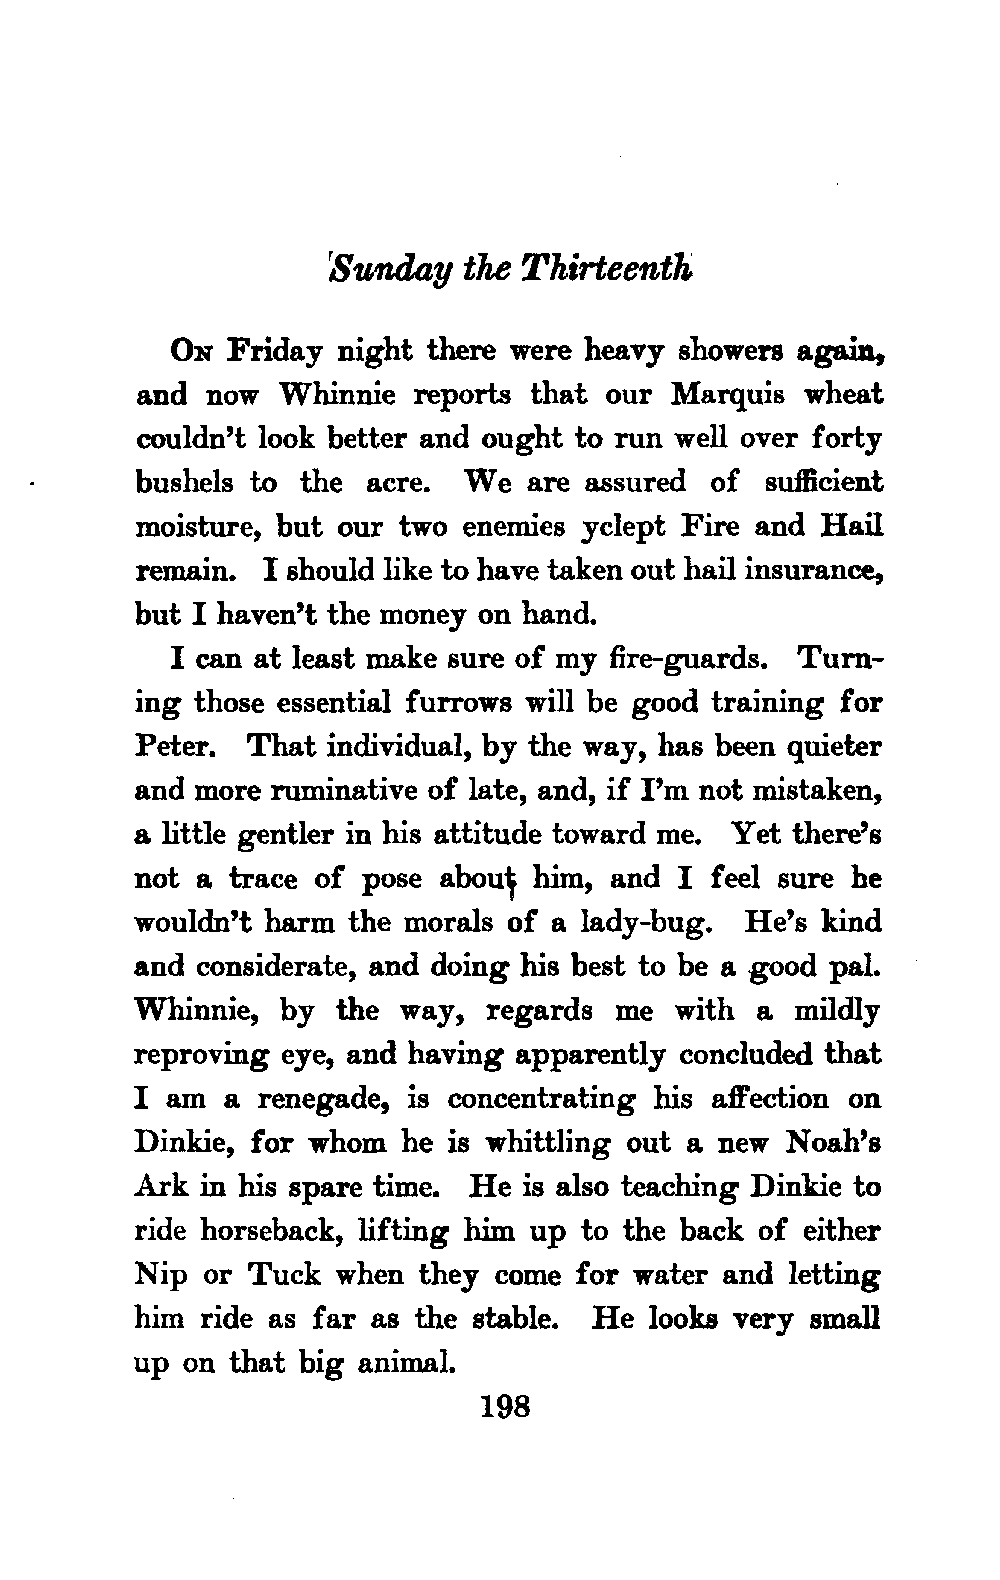 Sunday the Thirteenth
On Friday night there were heavy showers again,
and now Whinnie reports that our Marquis wheat
couldn't look better and ought to run well over forty
bushels to the acre. We are assured of sufficient
moisture, but our two enemies yclept Fire and Hail
remain. I should like to have taken out hail insurance,
but I haven't the money on hand.
I can at least make sure of my fire-guards. Turn-
ing those essential furrows will be good training for
Peter. That individual, by the way, has been quieter
and more ruminative of late, and, if I'm not mistaken,
a little gentler in his attitude toward me. Yet there's
not a trace of pose about him, and I feel sure he
wouldn't harm the morals of a lady-bug. He's kind
and considerate, and doing his best to be a good pal.
Whinnie, by the way, regards me with a mildly
reproving eye, and having apparently concluded that
I am a renegade, is concentrating his affection on
Dinkie, for whom he is whittling out a new Noah's
Ark in his spare time. He is also teaching Dinkie to
ride horseback, lifting him up to the back of either
Nip or Tuck when they come for water and letting
him ride as far as the stable. He looks very small
up on that big animal.
198